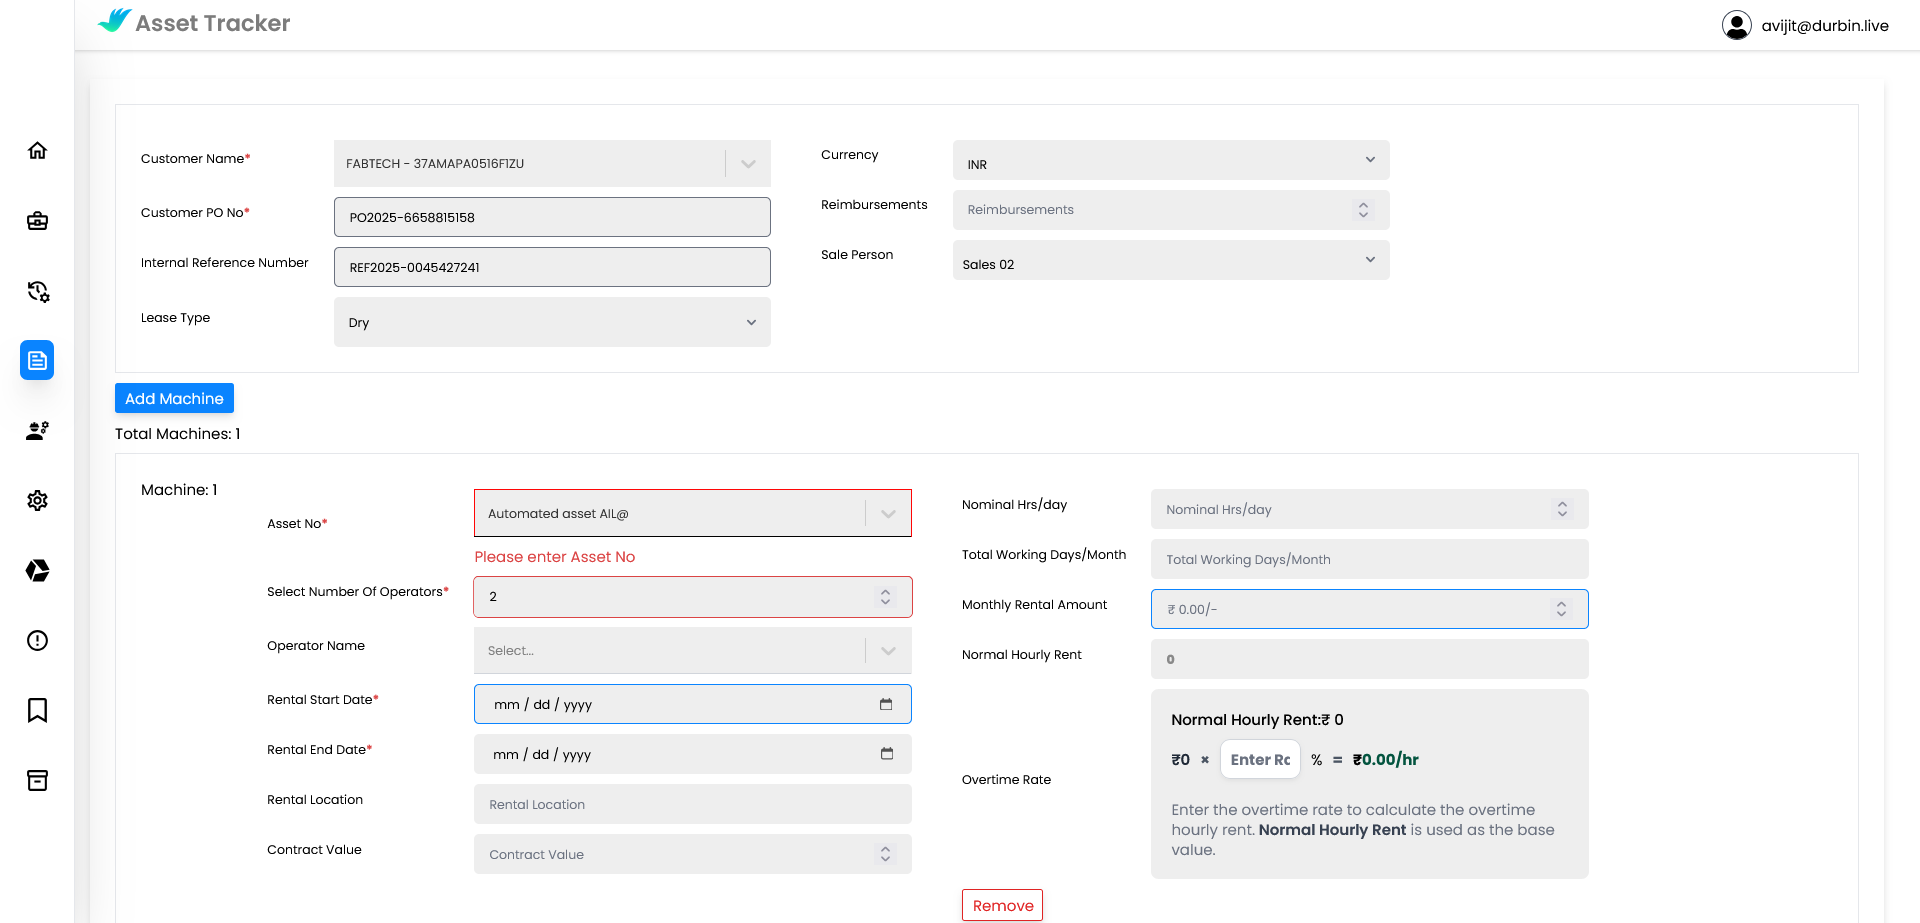 Asset Tracker
avijit@durbin.live
Customer Name*
FABTECH - 37AMAPA0516F1ZU
Customer PO No*
PO2025-6658815158
Internal Reference Number
REF2025-0045427241
Lease Type
Dry
Currency
INR
Reimbursements
Reimbursements
Sale Person
Sales 02
Add Machine
Total Machines: 1
Machine: 1
Asset No*
Automated asset AIL@
Please enter Asset No
Select Number Of Operators*
2
Operator Name
Select...
Rental Start Date*
mm / dd / yyyy
Rental End Date*
mm / dd / yyyy
Rental Location
Rental Location
Contract Value
Contract Value
Nominal Hrs/day
Nominal Hrs/day
Total Working Days/Month
Total Working Days/Month
Monthly Rental Amount
₹ 0.00/-
Normal Hourly Rent
0
Overtime Rate
Normal Hourly Rent:₹ 0
₹0 × Enter Ra % = ₹0.00/hr
Enter the overtime rate to calculate the overtime
hourly rent. Normal Hourly Rent is used as the base
value.
Remove